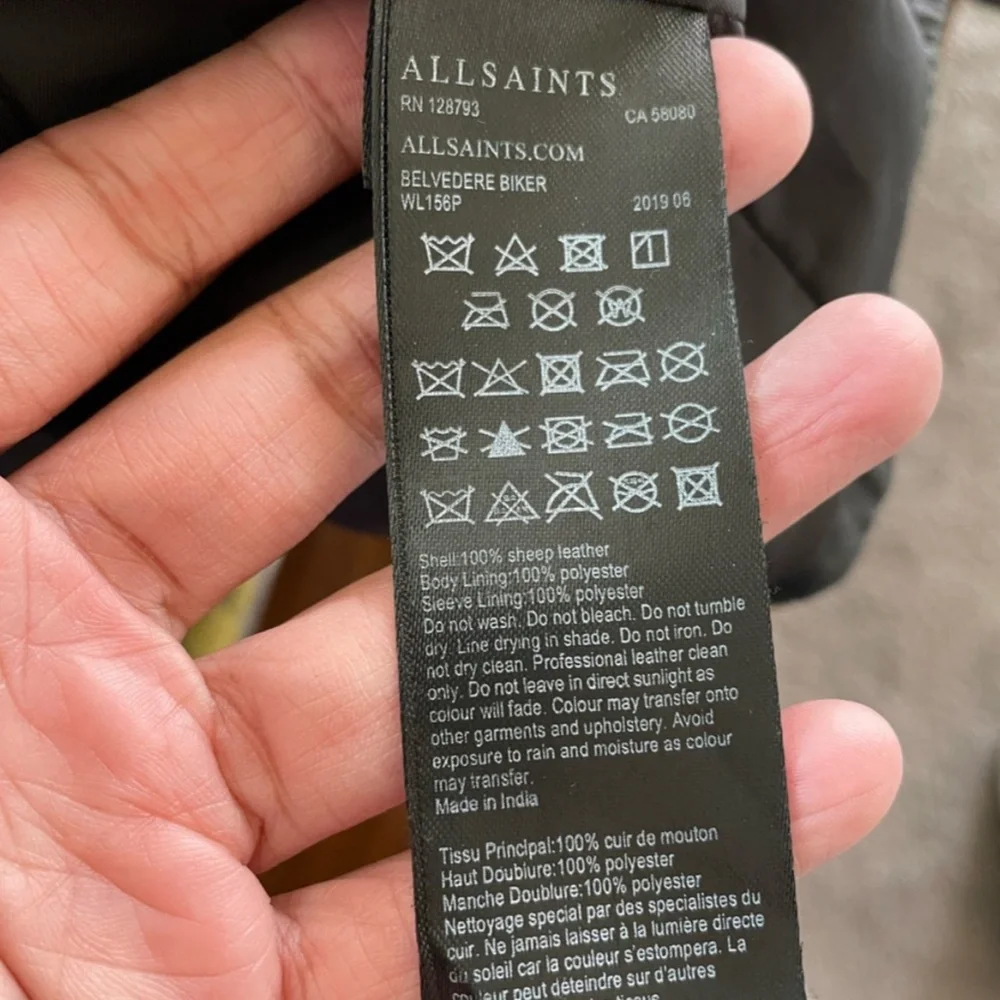 ALLSAINTS
RN 128793
CA 58080
ALLSAINTS.COM
BELVEDERE BIKER
WL156P
2019 06
Shell:100% sheep leather
Body Lining:100% polyester
Sleeve Lining:100% polyester
Do not wash. Do not bleach. Do not tumble
dry. Line drying in shade. Do not iron. Do
not dry clean. Professional leather clean
only. Do not leave in direct sunlight as
colour will fade. Colour may transfer onto
other garments and upholstery. Avoid
exposure to rain and moisture as colour
may transfer.
Made in India
Tissu Principal:100% cuir de mouton
Haut Doublure:100% polyester
Manche Doublure:100% polyester
Nettoyage special par des specialistes du
cuir. Ne jamais laisser à la lumière directe
du soleil car la couleur s'estompera. La
couleur peut déteindre sur d'autres